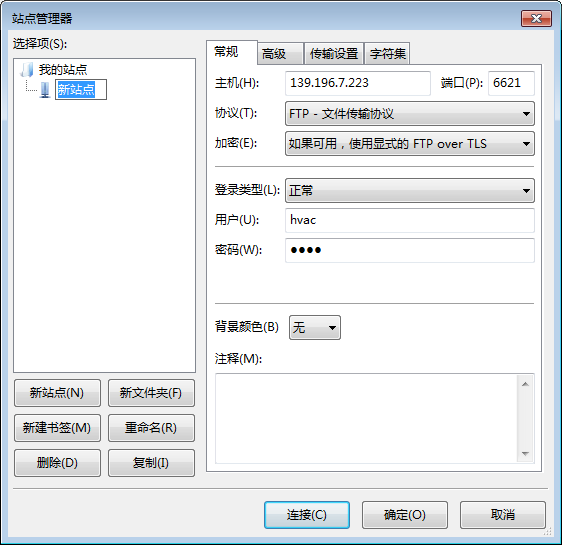 站点管理器
选择项(S):
我的站点
新站点
新站点(N)
新文件夹(F)
新建书签(M)
重命名(R)
删除(D)
复制(I)
常规
高级
传输设置
字符集
主机(H):
139.196.7.223
端口(P):
6621
协议(T):
FTP - 文件传输协议
加密(E):
如果可用，使用显式的 FTP over TLS
登录类型(L):
正常
用户(U):
hvac
密码(W):
●●●●
背景颜色(B)
无
注释(M):
连接(C)
确定(O)
取消